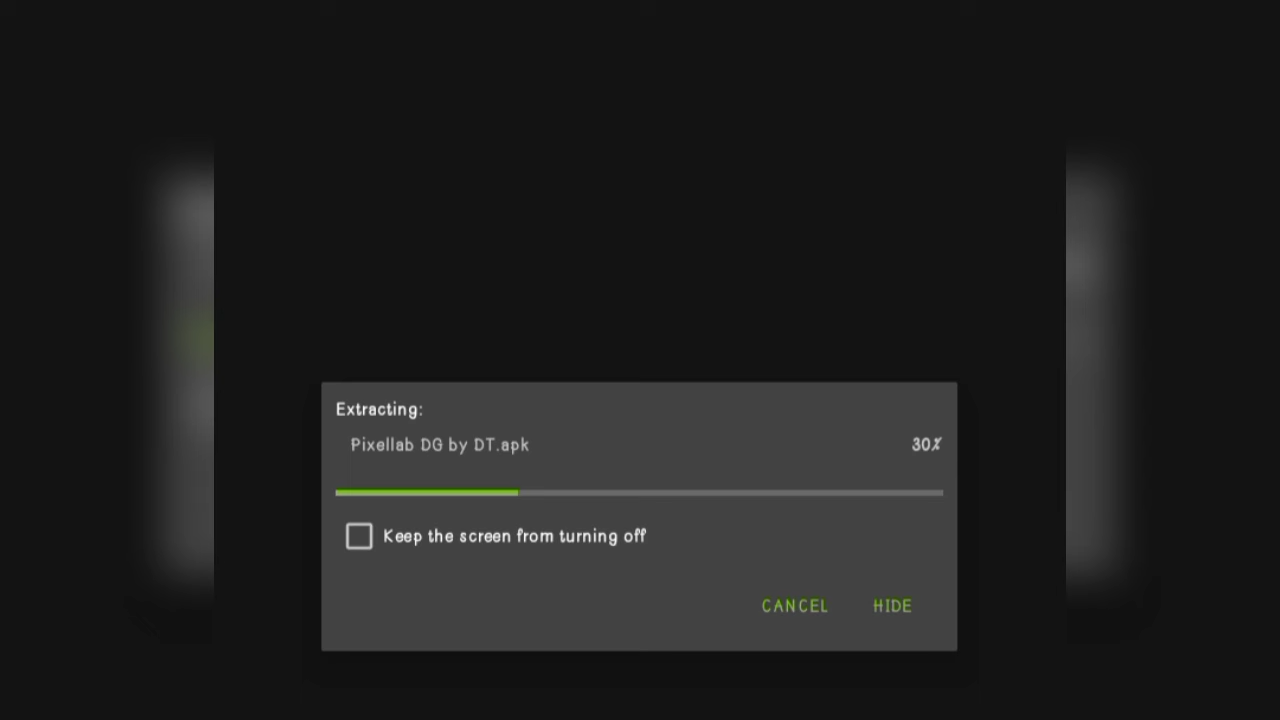 Extracting:
Pixellab DG by DT.apk 30%
Keep the screen from turning off
CANCEL HIDE